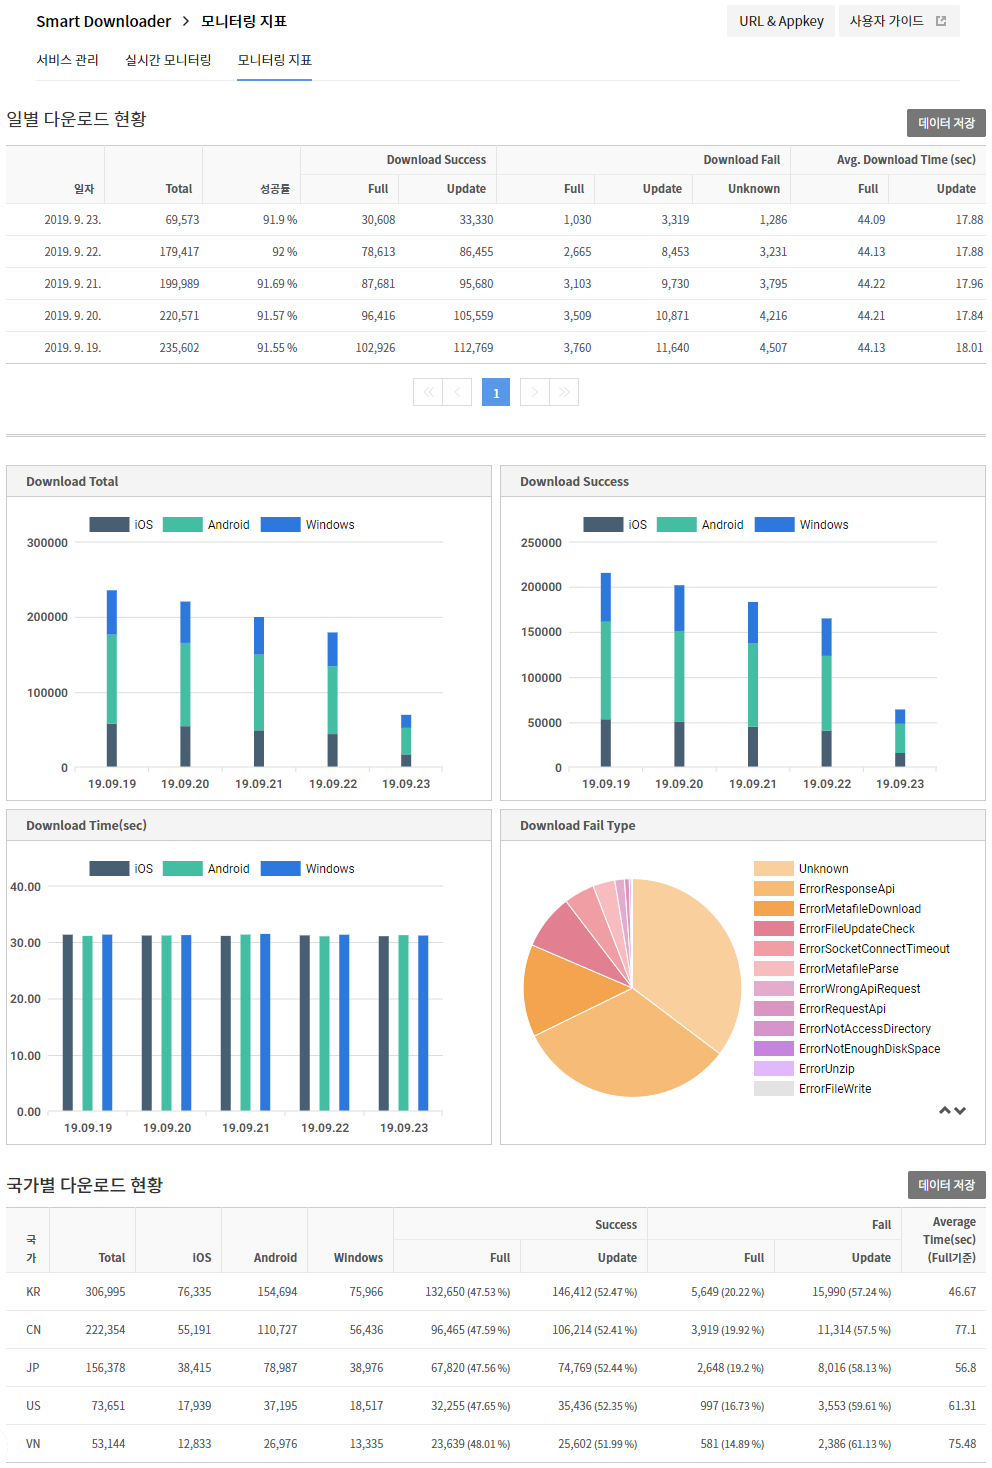 Smart Downloader > 모니터링 지표
URL & Appkey 사용자 가이드
서비스 관리 실시간 모니터링 모니터링 지표
일별 다운로드 현황
데이터 저장
Download Success Download Fail Avg. Download Time (sec)
일자 Total 성공률 Full Update Full Update Unknown Full Update
2019. 9. 23. 69,573 91.9 % 30,608 33,330 1,030 3,319 1,286 44.09 17.88
2019. 9. 22. 179,417 92 % 78,613 86,455 2,665 8,453 3,231 44.13 17.88
2019. 9. 21. 199,989 91.69 % 87,681 95,680 3,103 9,730 3,795 44.22 17.96
2019. 9. 20. 220,571 91.57 % 96,416 105,559 3,509 10,871 4,216 44.21 17.84
2019. 9. 19. 235,602 91.55 % 102,926 112,769 3,760 11,640 4,507 44.13 18.01
1
Download Total
iOS Android Windows
300000
200000
100000
0
19.09.19 19.09.20 19.09.21 19.09.22 19.09.23
Download Success
iOS Android Windows
250000
200000
150000
100000
50000
0
19.09.19 19.09.20 19.09.21 19.09.22 19.09.23
Download Time(sec)
iOS Android Windows
40.00
30.00
20.00
10.00
0.00
19.09.19 19.09.20 19.09.21 19.09.22 19.09.23
Download Fail Type
Unknown
ErrorResponseApi
ErrorMetafileDownload
ErrorFileUpdateCheck
ErrorSocketConnectTimeout
ErrorMetafileParse
ErrorWrongApiRequest
ErrorRequestApi
ErrorNotAccessDirectory
ErrorNotEnoughDiskSpace
ErrorUnzip
ErrorFileWrite
국가별 다운로드 현황
데이터 저장
Success Fail Average
Time(sec)
(Full기준)
국
가 Total iOS Android Windows Full Update Full Update
KR 306,995 76,335 154,694 75,966 132,650 (47.53 %) 146,412 (52.47 %) 5,649 (20.22 %) 15,990 (57.24 %) 46.67
CN 222,354 55,191 110,727 56,436 96,465 (47.59 %) 106,214 (52.41 %) 3,919 (19.92 %) 11,314 (57.5 %) 77.1
JP 156,378 38,415 78,987 38,976 67,820 (47.56 %) 74,769 (52.44 %) 2,648 (19.2 %) 8,016 (58.13 %) 56.8
US 73,651 17,939 37,195 18,517 32,255 (47.65 %) 35,436 (52.35 %) 997 (16.73 %) 3,553 (59.61 %) 61.31
VN 53,144 12,833 26,976 13,335 23,639 (48.01 %) 25,602 (51.99 %) 581 (14.89 %) 2,386 (61.13 %) 75.48